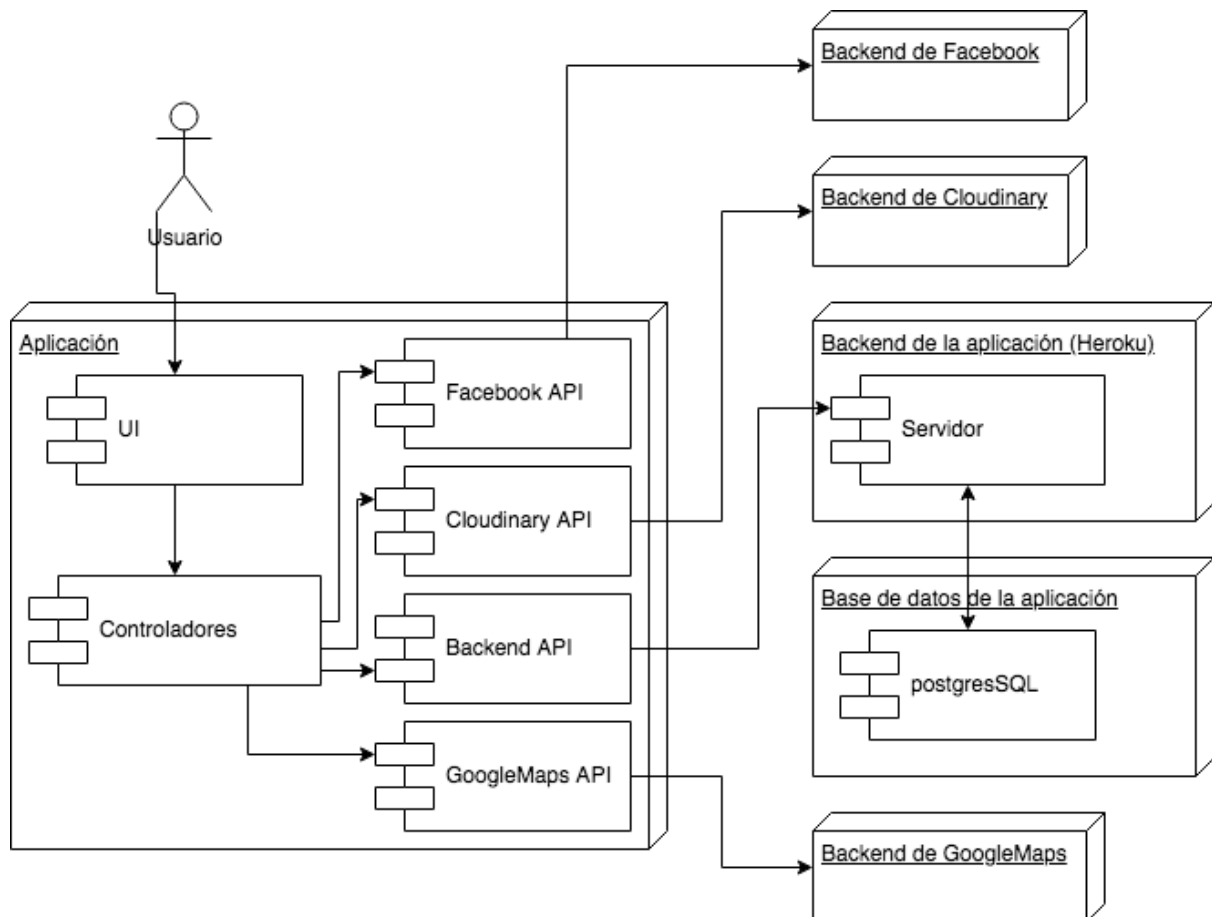 Backend de Facebook
Backend de Cloudinary
Usuario
Aplicación
Facebook API
UI
Cloudinary API
Controladores
Backend API
GoogleMaps API
Backend de la aplicación (Heroku)
Servidor
Base de datos de la aplicación
postgresSQL
Backend de GoogleMaps